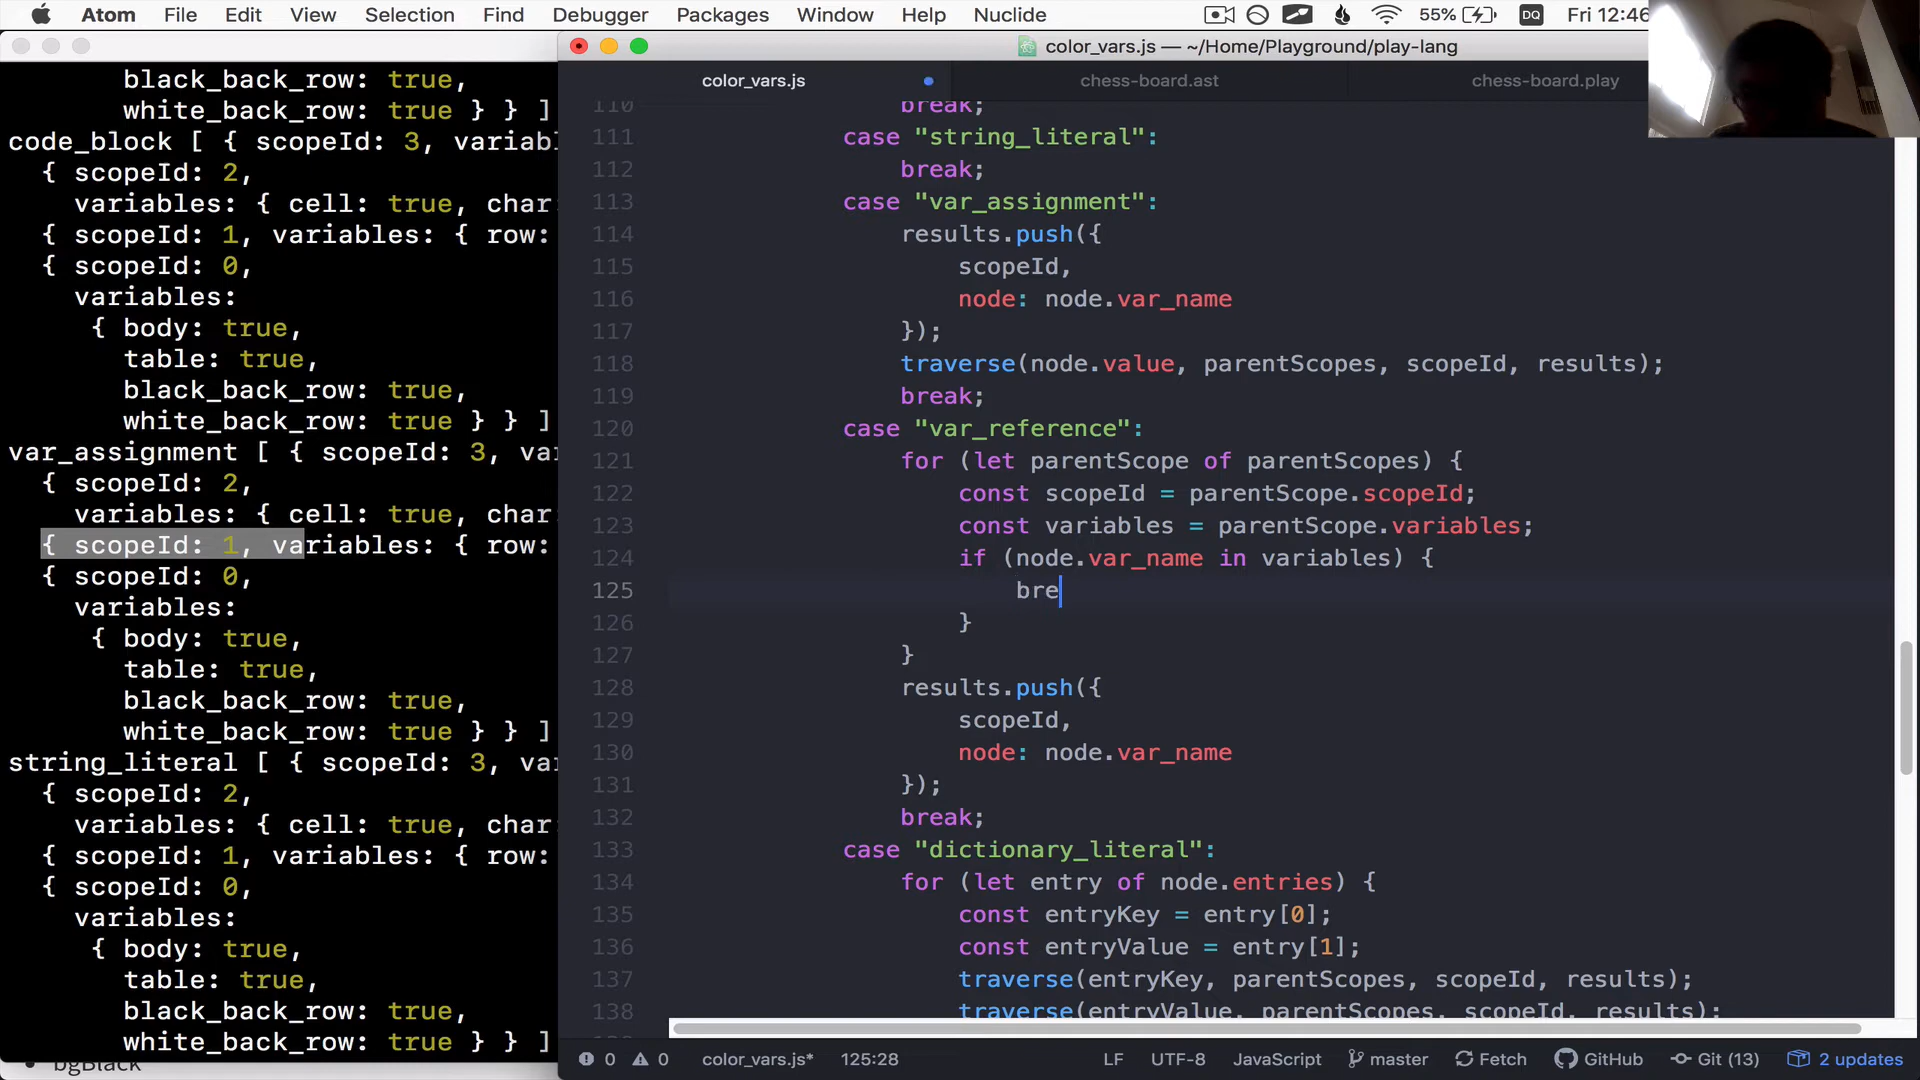 Atom File Edit View Selection Find Debugger Packages Window Help Nuclide 55% DQ Fri 12:46
color_vars.js — ~/Home/Playground/play-lang
color_vars.js chess-board.ast chess-board.play
black_back_row: true,
white_back_row: true } } ]
code_block [ { scopeId: 3, variabl
{ scopeId: 2,
variables: { cell: true, char:
{ scopeId: 1, variables: { row:
{ scopeId: 0,
variables:
{ body: true,
table: true,
black_back_row: true,
white_back_row: true } } ]
var_assignment [ { scopeId: 3, va
{ scopeId: 2,
variables: { cell: true, char:
{ scopeId: 1, variables: { row:
{ scopeId: 0,
variables:
{ body: true,
table: true,
black_back_row: true,
white_back_row: true } } ]
string_literal [ { scopeId: 3, va
{ scopeId: 2,
variables: { cell: true, char:
{ scopeId: 1, variables: { row:
{ scopeId: 0,
variables:
{ body: true,
table: true,
black_back_row: true,
white_back_row: true } } ]
• bgBlack
110 break;
111 case "string_literal":
112 break;
113 case "var_assignment":
114 results.push({
115 scopeId,
116 node: node.var_name
117 });
118 traverse(node.value, parentScopes, scopeId, results);
119 break;
120 case "var_reference":
121 for (let parentScope of parentScopes) {
122 const scopeId = parentScope.scopeId;
123 const variables = parentScope.variables;
124 if (node.var_name in variables) {
125 bre
126 }
127 }
128 results.push({
129 scopeId,
130 node: node.var_name
131 });
132 break;
133 case "dictionary_literal":
134 for (let entry of node.entries) {
135 const entryKey = entry[0];
136 const entryValue = entry[1];
137 traverse(entryKey, parentScopes, scopeId, results);
138 traverse(entryValue, parentScopes, scopeId, results);
0 0 color_vars.js* 125:28 LF UTF-8 JavaScript master Fetch GitHub Git (13) 2 updates